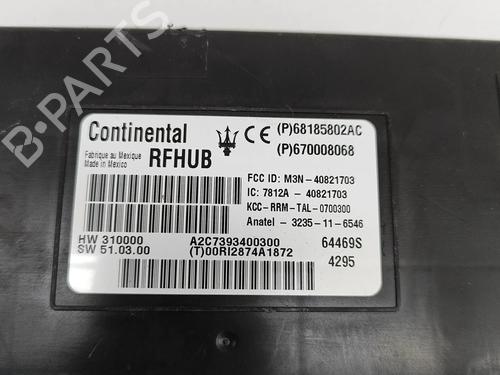 Continental
(P)68185802AC
Fabrique au Mexique
Made in Mexico
RFHUB
(P)670008068
FCC ID: M3N-40821703
IC: 7812A - 40821703
KCC-RRM-TAL-0700300
Anatel - 3235-11-6546
HW 310000
A2C7393400300
64469S
SW 51.03.00
(T)00RI2874A1872
4295
B-PARTS